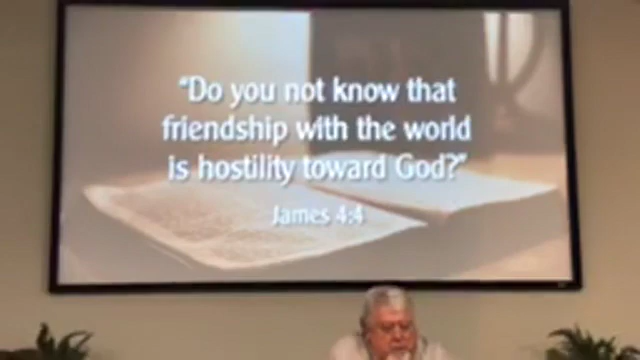 "Do you not know that
friendship with the world
is hostility toward God?"
James 4:4